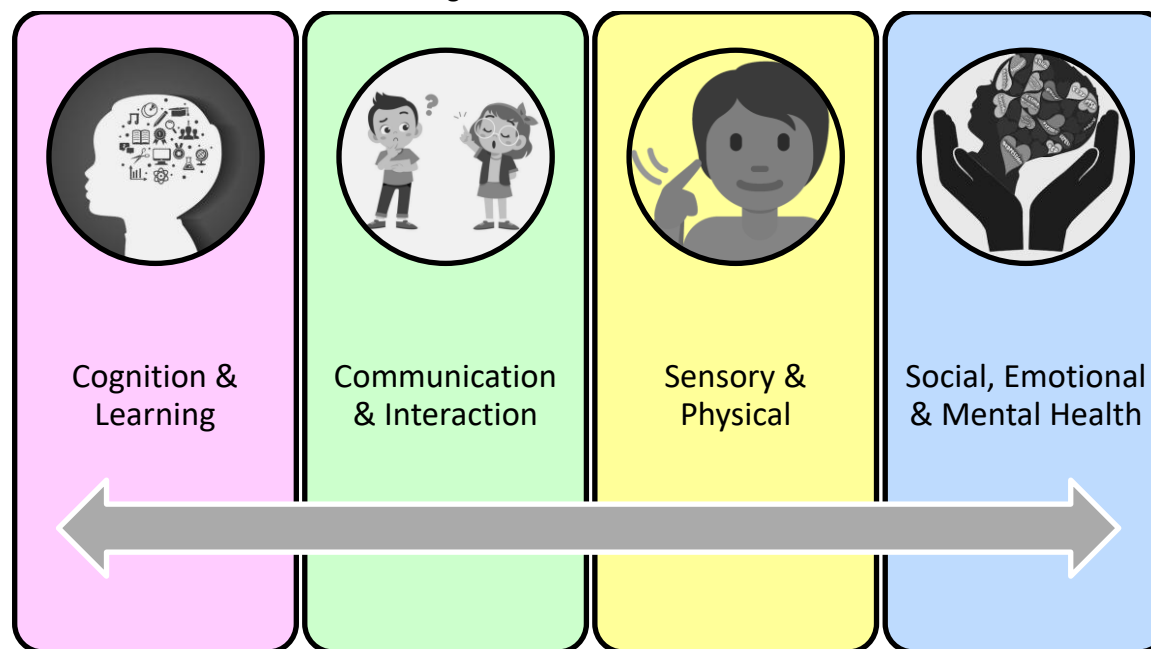 Cognition &
Learning
Communication
& Interaction
Sensory &
Physical
Social, Emotional
& Mental Health